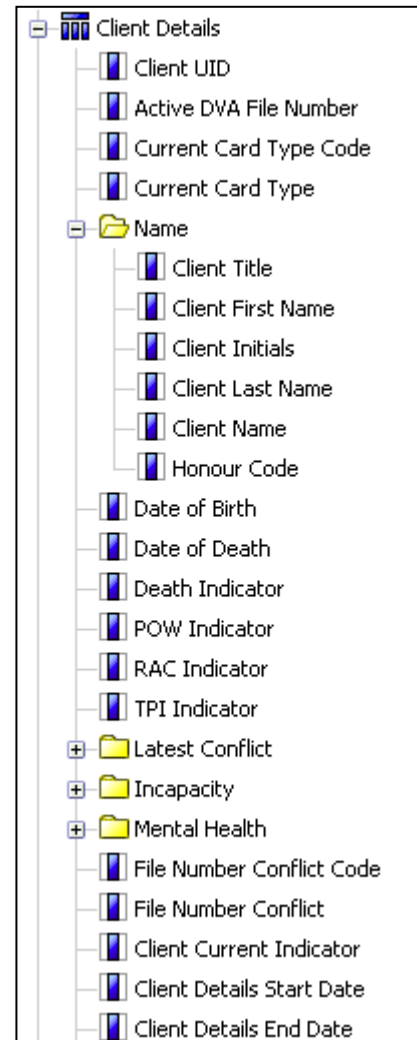 Client Details
Client UID
Active DVA File Number
Current Card Type Code
Current Card Type
Name
Client Title
Client First Name
Client Initials
Client Last Name
Client Name
Honour Code
Date of Birth
Date of Death
Death Indicator
POW Indicator
RAC Indicator
TPI Indicator
Latest Conflict
Incapacity
Mental Health
File Number Conflict Code
File Number Conflict
Client Current Indicator
Client Details Start Date
Client Details End Date